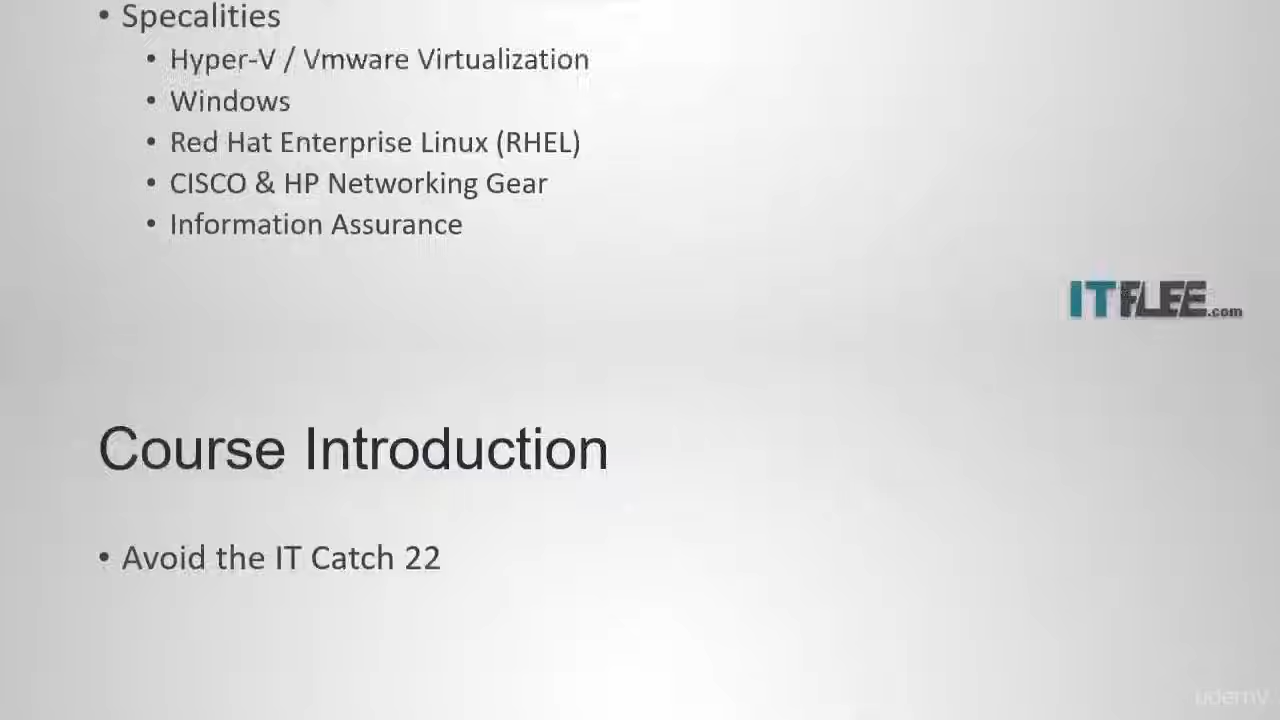 • Specalities
• Hyper-V / Vmware Virtualization
• Windows
• Red Hat Enterprise Linux (RHEL)
• CISCO & HP Networking Gear
• Information Assurance
ITFLEE.com
Course Introduction
• Avoid the IT Catch 22
udemy